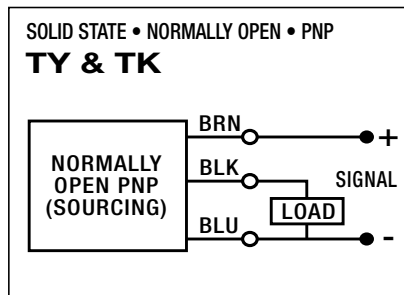 SOLID STATE • NORMALLY OPEN • PNP
TY & TK
BRN
+
NORMALLY
OPEN PNP
(SOURCING)
BLK
SIGNAL
LOAD
BLU
-